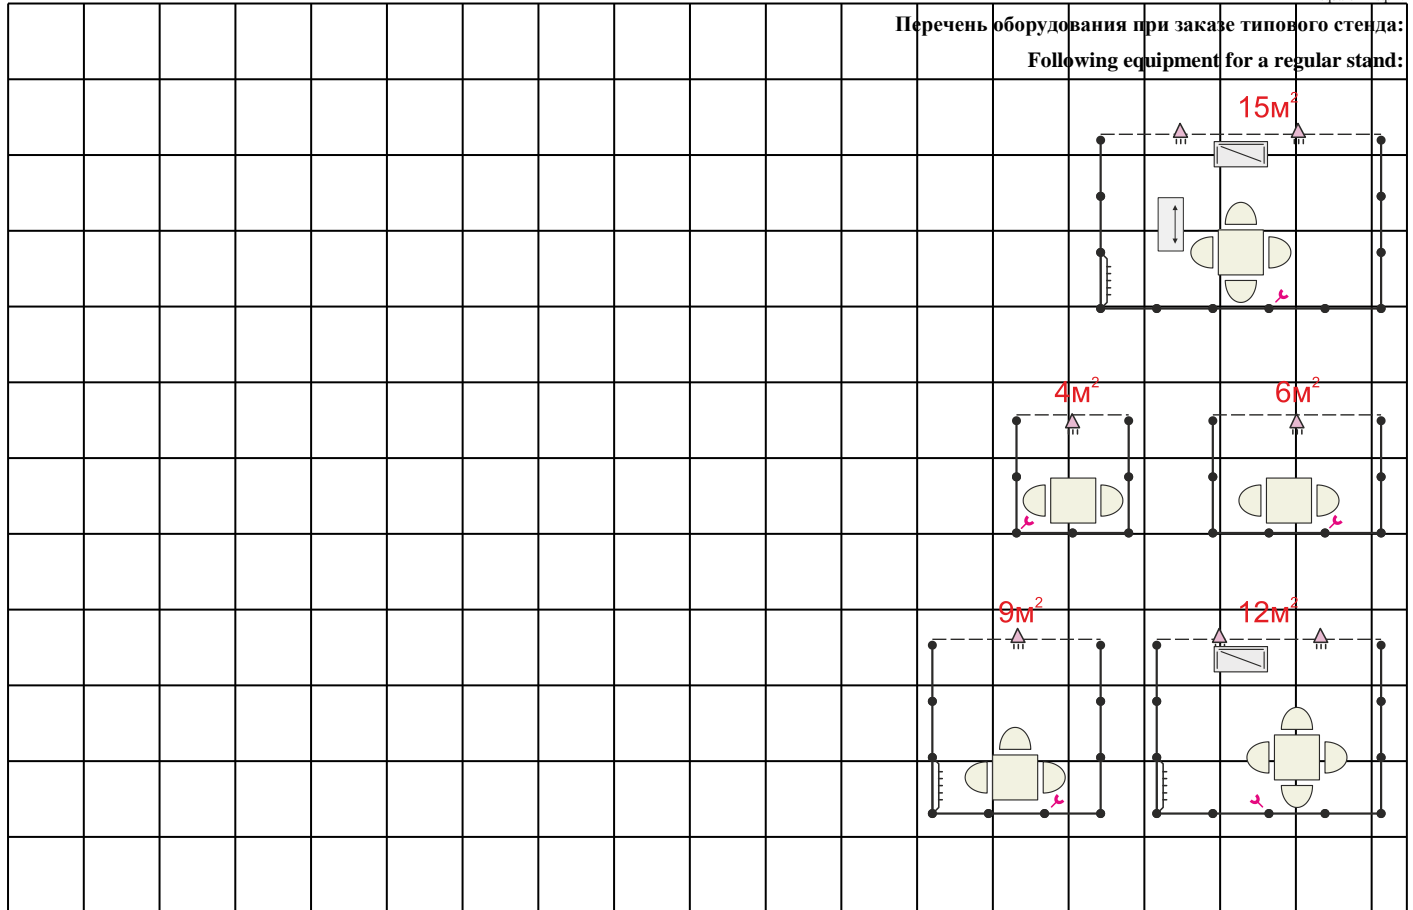 Перечень оборудования при заказе типового стенда:
Following equipment for a regular stand:
15м²
4м²
6м²
9м²
12м²